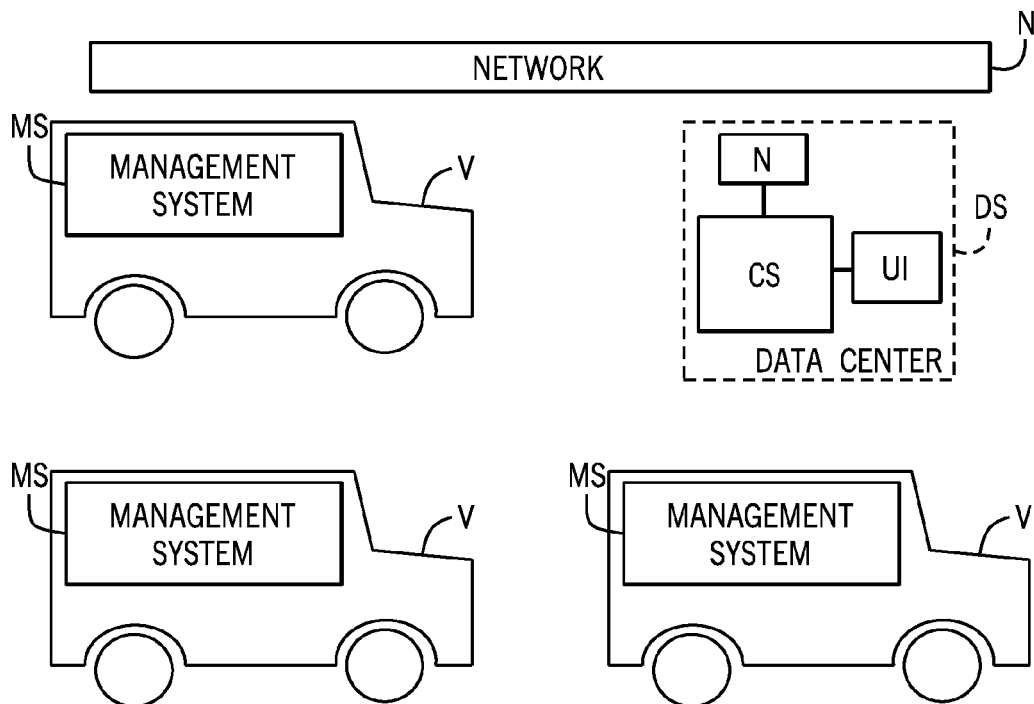 N
NETWORK
MS
MANAGEMENT
SYSTEM
V
N
DS
CS
UI
DATA CENTER
MS
MANAGEMENT
SYSTEM
V
MS
MANAGEMENT
SYSTEM
V